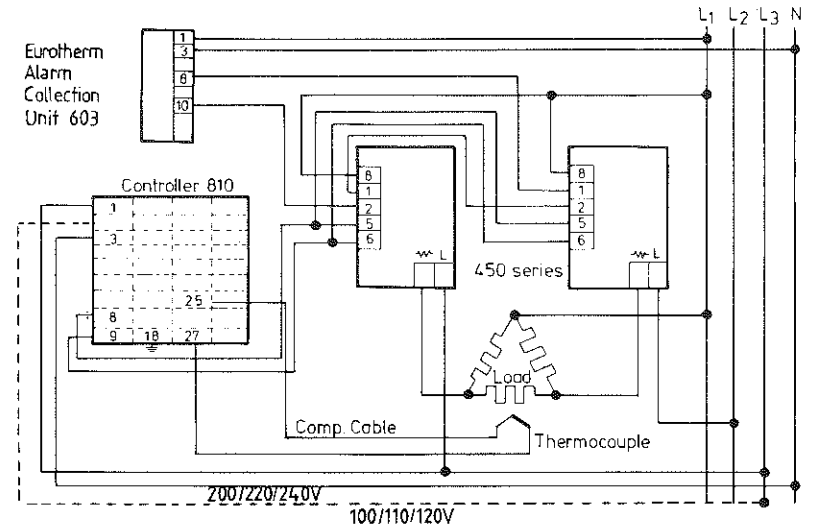 L1 L2 L3 N
Eurotherm
Alarm
Collection
Unit 603
1
3
8
10
Controller 810
1
3
25
8
9 18 27
8
1
2
5
6
L
450 series
8
1
2
5
6
L
Load
Comp. Cable
Thermocouple
200/220/240V
100/110/120V